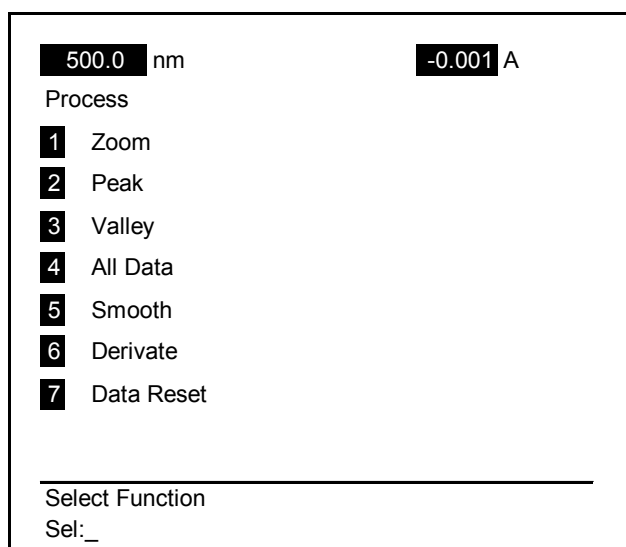 500.0 nm -0.001 A
Process
1 Zoom
2 Peak
3 Valley
4 All Data
5 Smooth
6 Derivate
7 Data Reset
Select Function
Sel:_